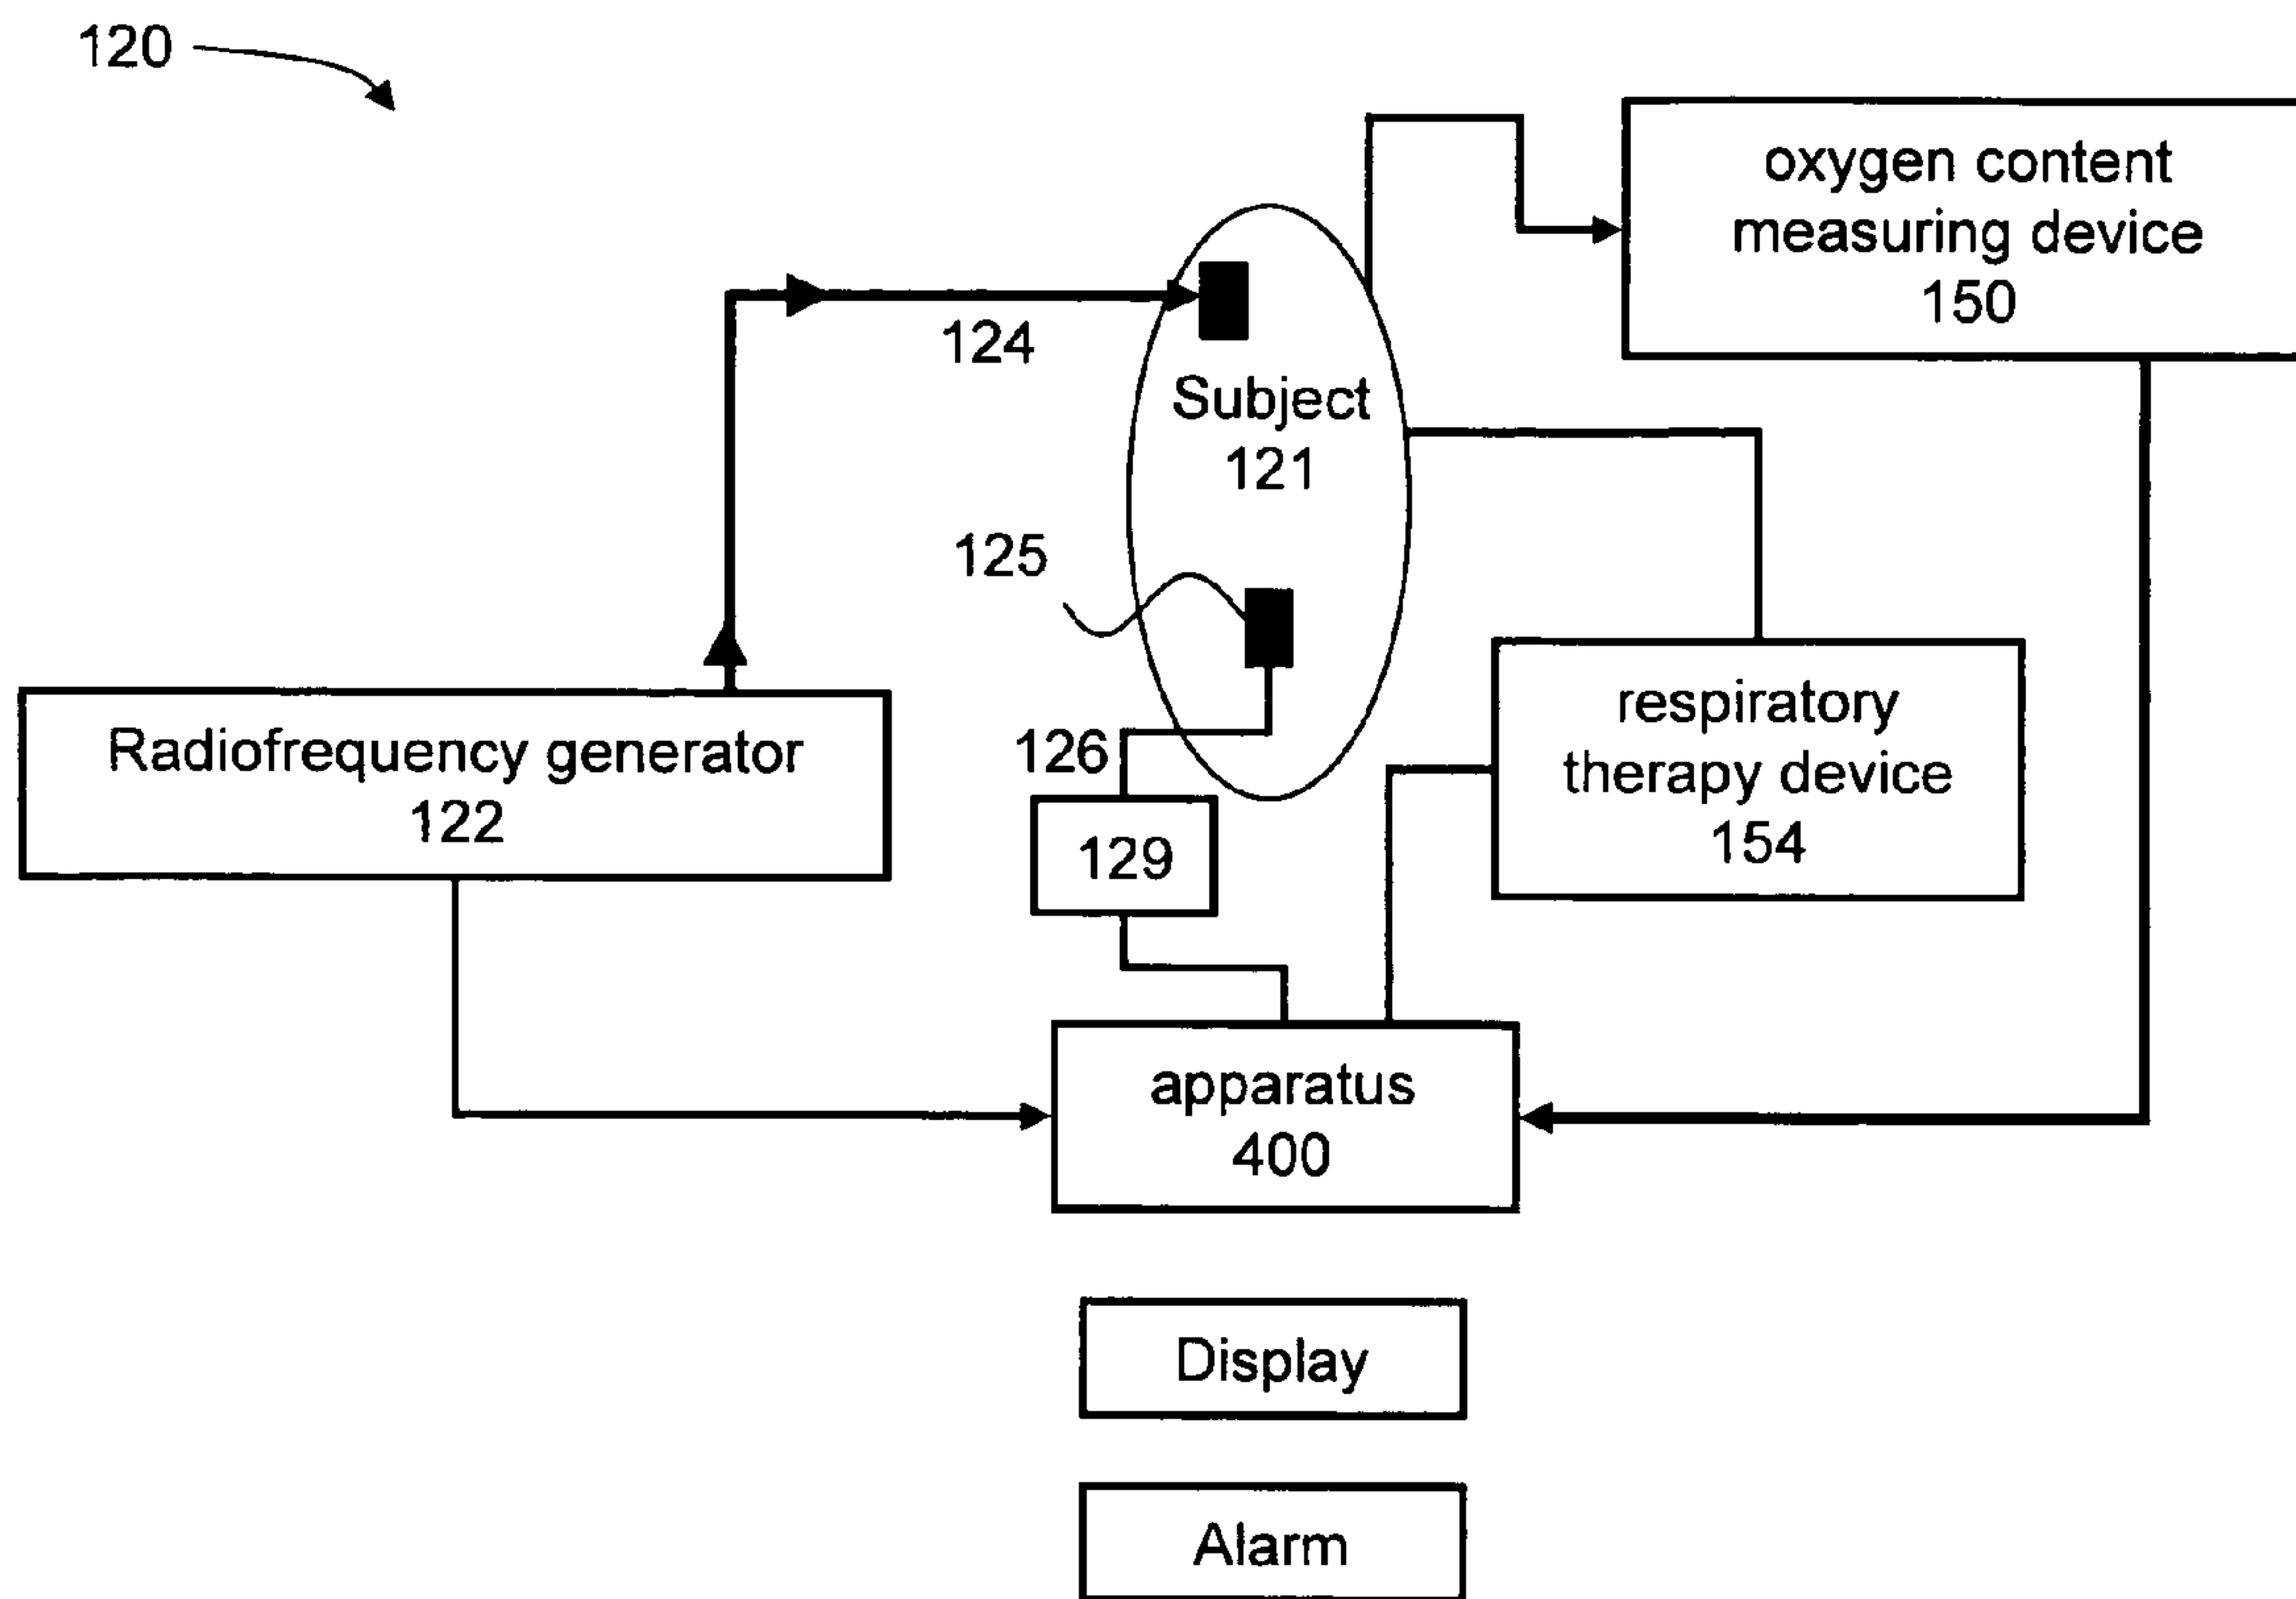 120
oxygen content
measuring device
150
124
Subject
121
125
Radiofrequency generator
122
126
129
respiratory
therapy device
154
apparatus
400
Display
Alarm